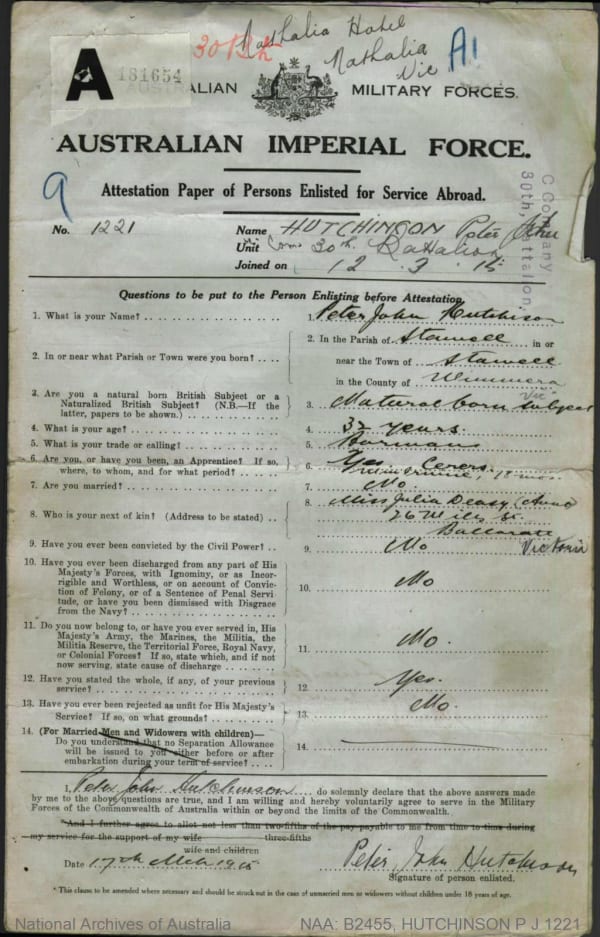 Nathalia Hotel
Nathalia
Vic
A1
30 Bn
A 181654
AUSTRALIAN MILITARY FORCES.
AUSTRALIAN IMPERIAL FORCE.
9
Attestation Paper of Persons Enlisted for Service Abroad.
C Company
30th. Battalion
No. 1221 Name HUTCHINSON Peter John
Unit C Com 30th Battalion
Joined on 12.3.15
Questions to be put to the Person Enlisting before Attestation.
1. What is your Name? 1. Peter John Hutchison
2. In or near what Parish or Town were you born? 2. In the Parish of Stawell in or
near the Town of Stawell
in the County of Wimmera
Vic
3. Are you a natural born British Subject or a Naturalized British Subject? (N.B.—If the latter, papers to be shown.) 3. Natural born subject
4. What is your age? 4. 32 years.
5. What is your trade or calling? 5. Barman
6. Are you, or have you been, an Apprentice? If so, where, to whom, and for what period? 6. Yes 18 mos.
7. Are you married? 7. No
8. Who is your next of kin? (Address to be stated) 8. Miss Julia Deasy (Aunt)
26 Mills St
Ballarat
Victoria
9. Have you ever been convicted by the Civil Power? 9. No
10. Have you ever been discharged from any part of His
Majesty's Forces, with Ignominy, or as Incor-
rigible and Worthless, or on account of Convic-
tion of Felony, or of a Sentence of Penal Servi-
tude, or have you been Dismissed with Disgrace
from the Navy? 10. No
11. Do you now belong to, or have you ever served in, His
Majesty's Army, the Marines, the Militia, the
Militia Reserve, the Territorial Force, Royal Navy,
or Colonial Forces? If so, state which, and if not
now serving, state cause of discharge 11. No.
12. Have you stated the whole, if any, of your previous
service? 12. Yes.
13. Have you ever been rejected as unfit for His Majesty's
Service? If so, on what grounds? 13. No.
14. (For Married Men and Widowers with children)—
Do you understand that no Separation Allowance
will be issued to you either before or after
embarkation during your term of service? 14.
I, Peter John Hutchinson do solemnly declare that the above answers made
by me to the above questions are true, and I am willing and hereby voluntarily agree to serve in the Military
Forces of the Commonwealth of Australia within or beyond the limits of the Commonwealth.
*And I further agree to allot not less than two-fifths of the pay payable to me from time to time during
my service for the support of my wife three-fifths
wife and children
Date 17th Mch 1915 Peter John Hutchinson
Signature of person enlisted.
* This clause to be amended where necessary and should be struck out in the case of unmarried men or widowers without children under 18 years of age.
National Archives of Australia NAA: B2455, HUTCHINSON P J 1221